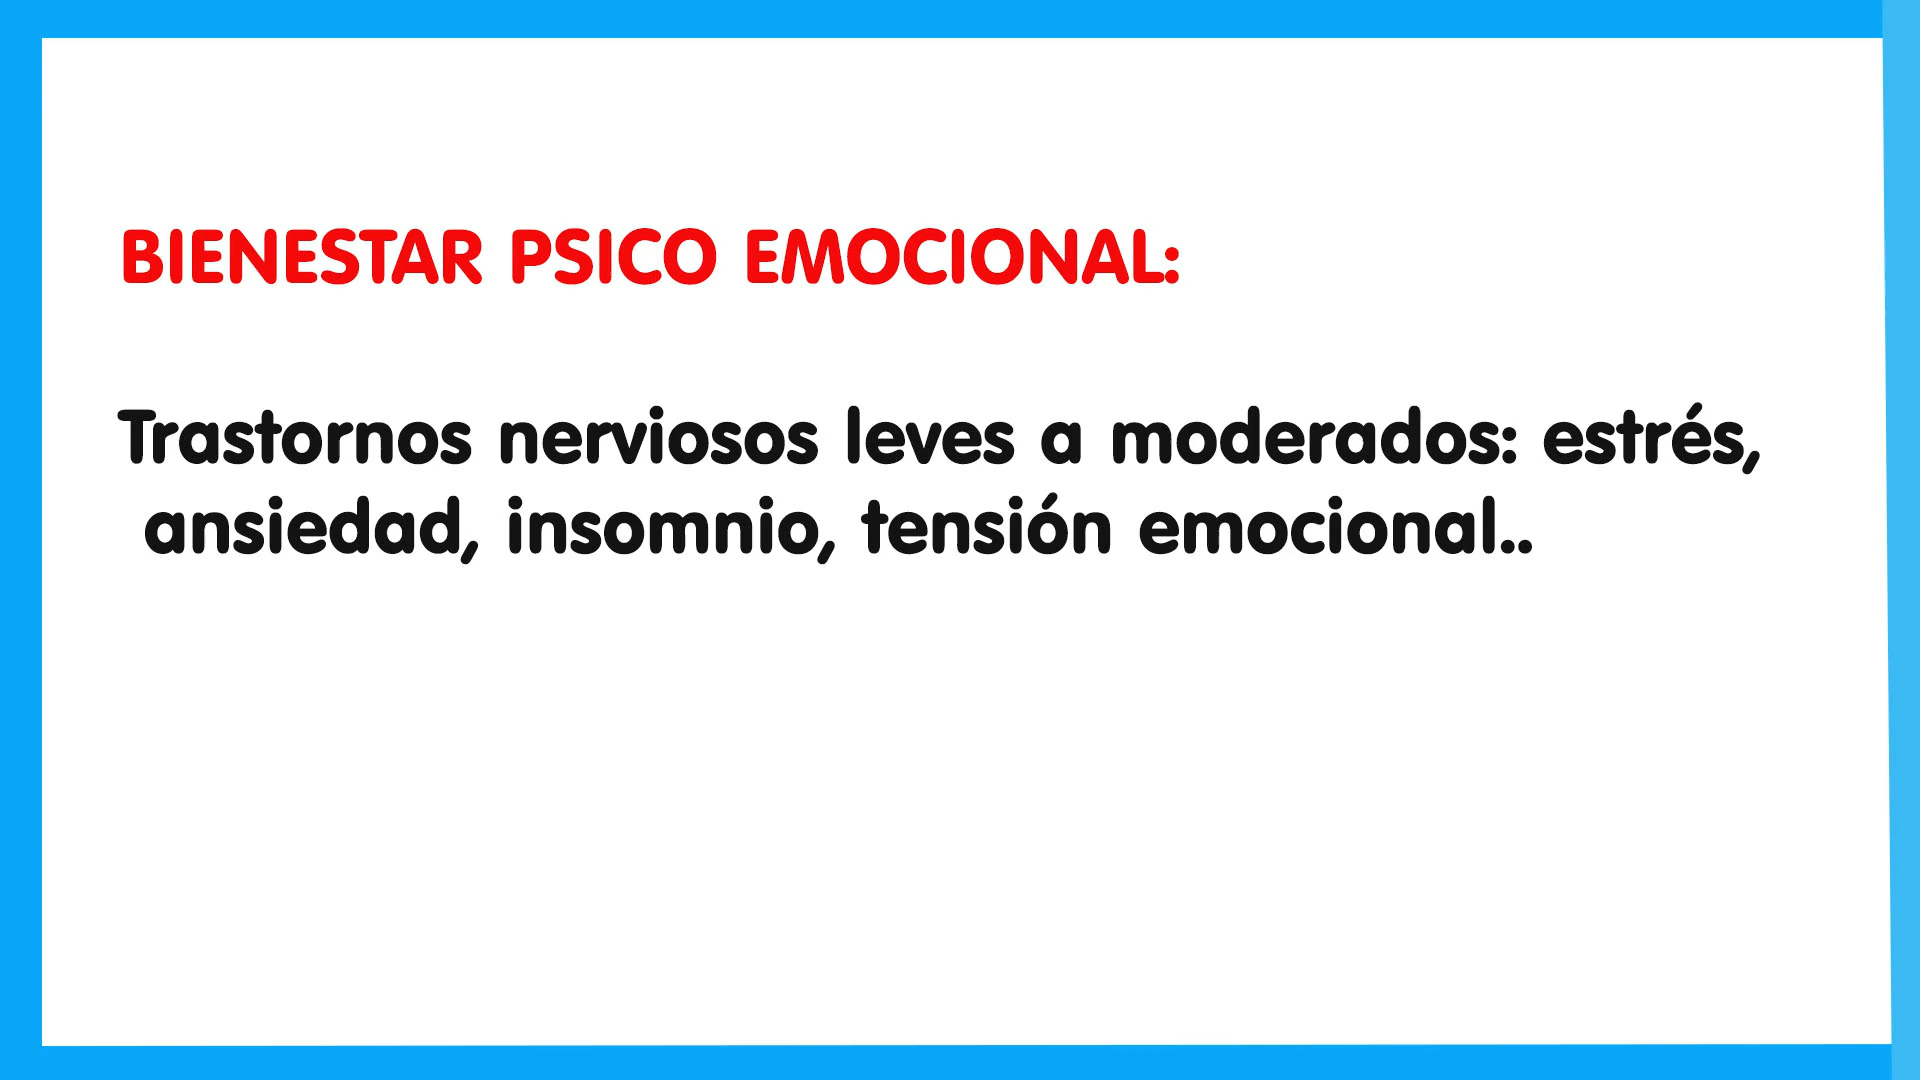 BIENESTAR PSICO EMOCIONAL:
Trastornos nerviosos leves a moderados: estrés,
ansiedad, insomnio, tensión emocional..